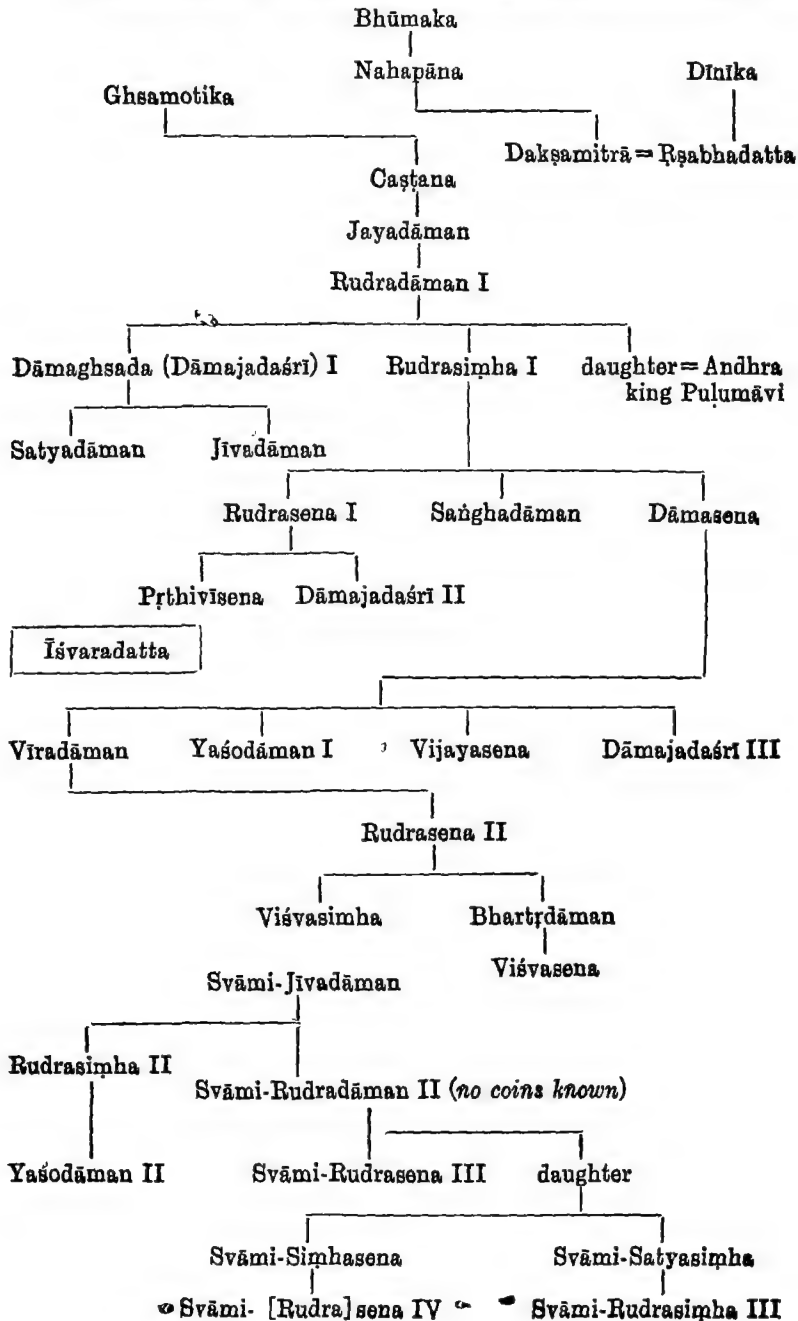 Bhūmaka
Nahapāna Dīnīka
Ghsamotika
Dakṣamitrā = Ṛṣabhadatta
Caṣṭana
Jayadāman
Rudradāman I
Dāmaghsada (Dāmajadaśrī) I Rudrasiṃha I daughter = Andhra
king Puḷumāvi
Satyadāman Jīvadāman
Rudrasena I Saṅghadāman Dāmasena
Pṛthivīsena Dāmajadaśrī II
Īśvaradatta
Vīradāman Yaśodāman I Vijayasena Dāmajadaśrī III
Rudrasena II
Viśvasiṃha Bhartṛdāman
Viśvasena
Svāmi-Jīvadāman
Rudrasiṃha II
Svāmi-Rudradāman II (no coins known)
Yaśodāman II Svāmi-Rudrasena III daughter
Svāmi-Siṃhasena Svāmi-Satyasiṃha
Svāmi- [Rudra]sena IV Svāmi-Rudrasiṃha III